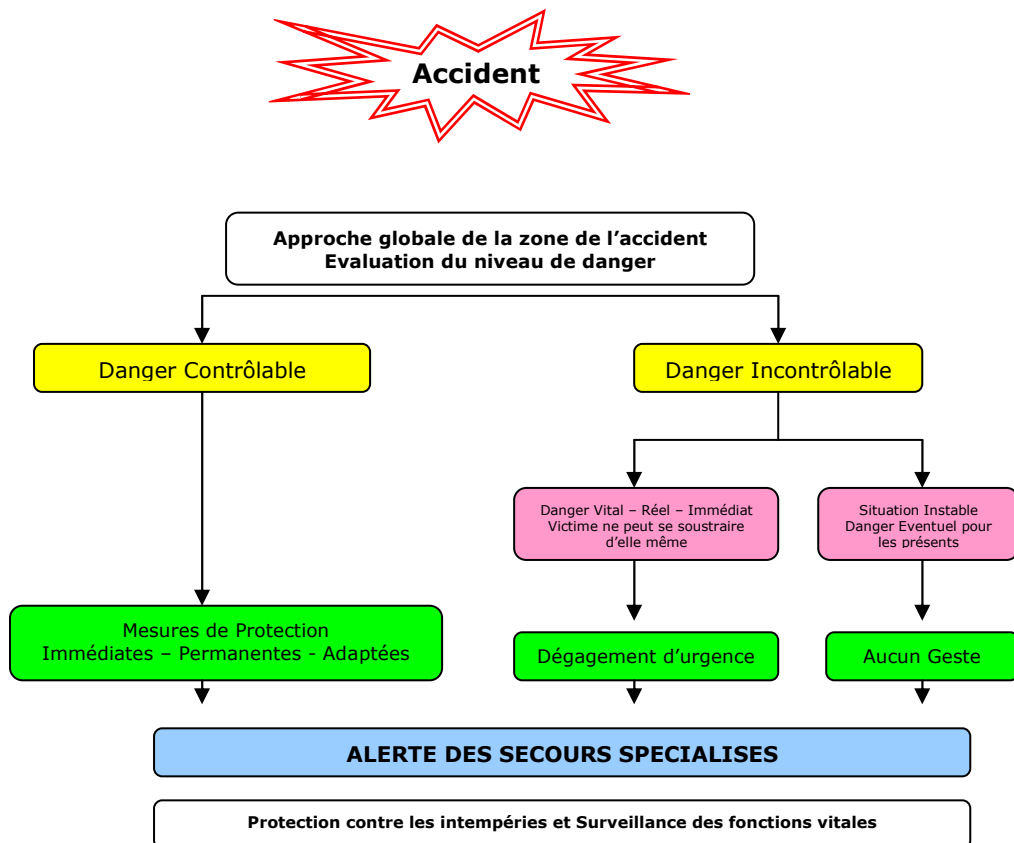 Accident
Approche globale de la zone de l’accident
Evaluation du niveau de danger
Danger Contrôlable
Danger Incontrôlable
Danger Vital – Réel – Immédiat
Victime ne peut se soustraire
d’elle même
Situation Instable
Danger Eventuel pour
les présents
Mesures de Protection
Immédiates – Permanentes - Adaptées
Dégagement d’urgence
Aucun Geste
ALERTE DES SECOURS SPECIALISES
Protection contre les intempéries et Surveillance des fonctions vitales